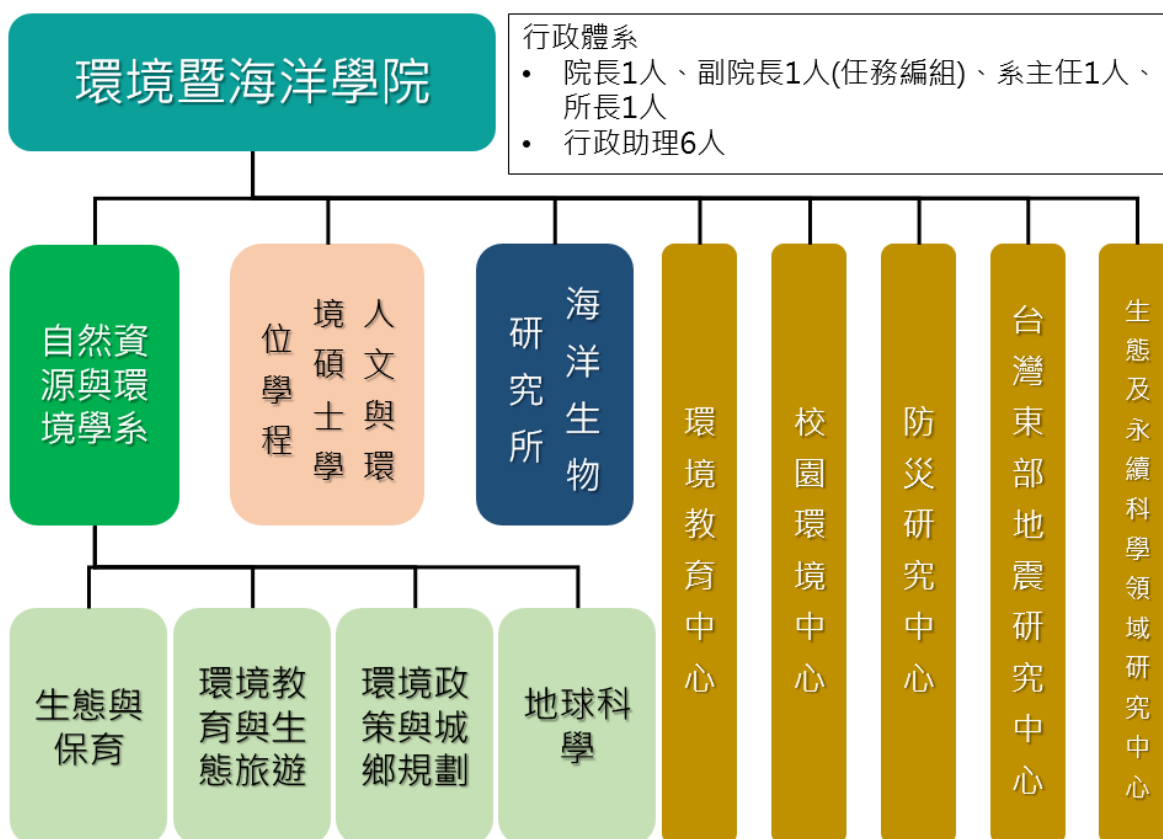 環境暨海洋學院
行政體系
• 院長1人、副院長1人(任務編組)、系主任1人、
所長1人
• 行政助理6人
自然資
源與環
境學系
人文與環
境碩士學
位學程
海洋生物
研究所
環境教育中心
校園環境中心
防災研究中心
台灣東部地震研究中心
生態及永續科學領域研究中心
生態與
保育
環境教
育與生
態旅遊
環境政
策與城
鄉規劃
地球科
學